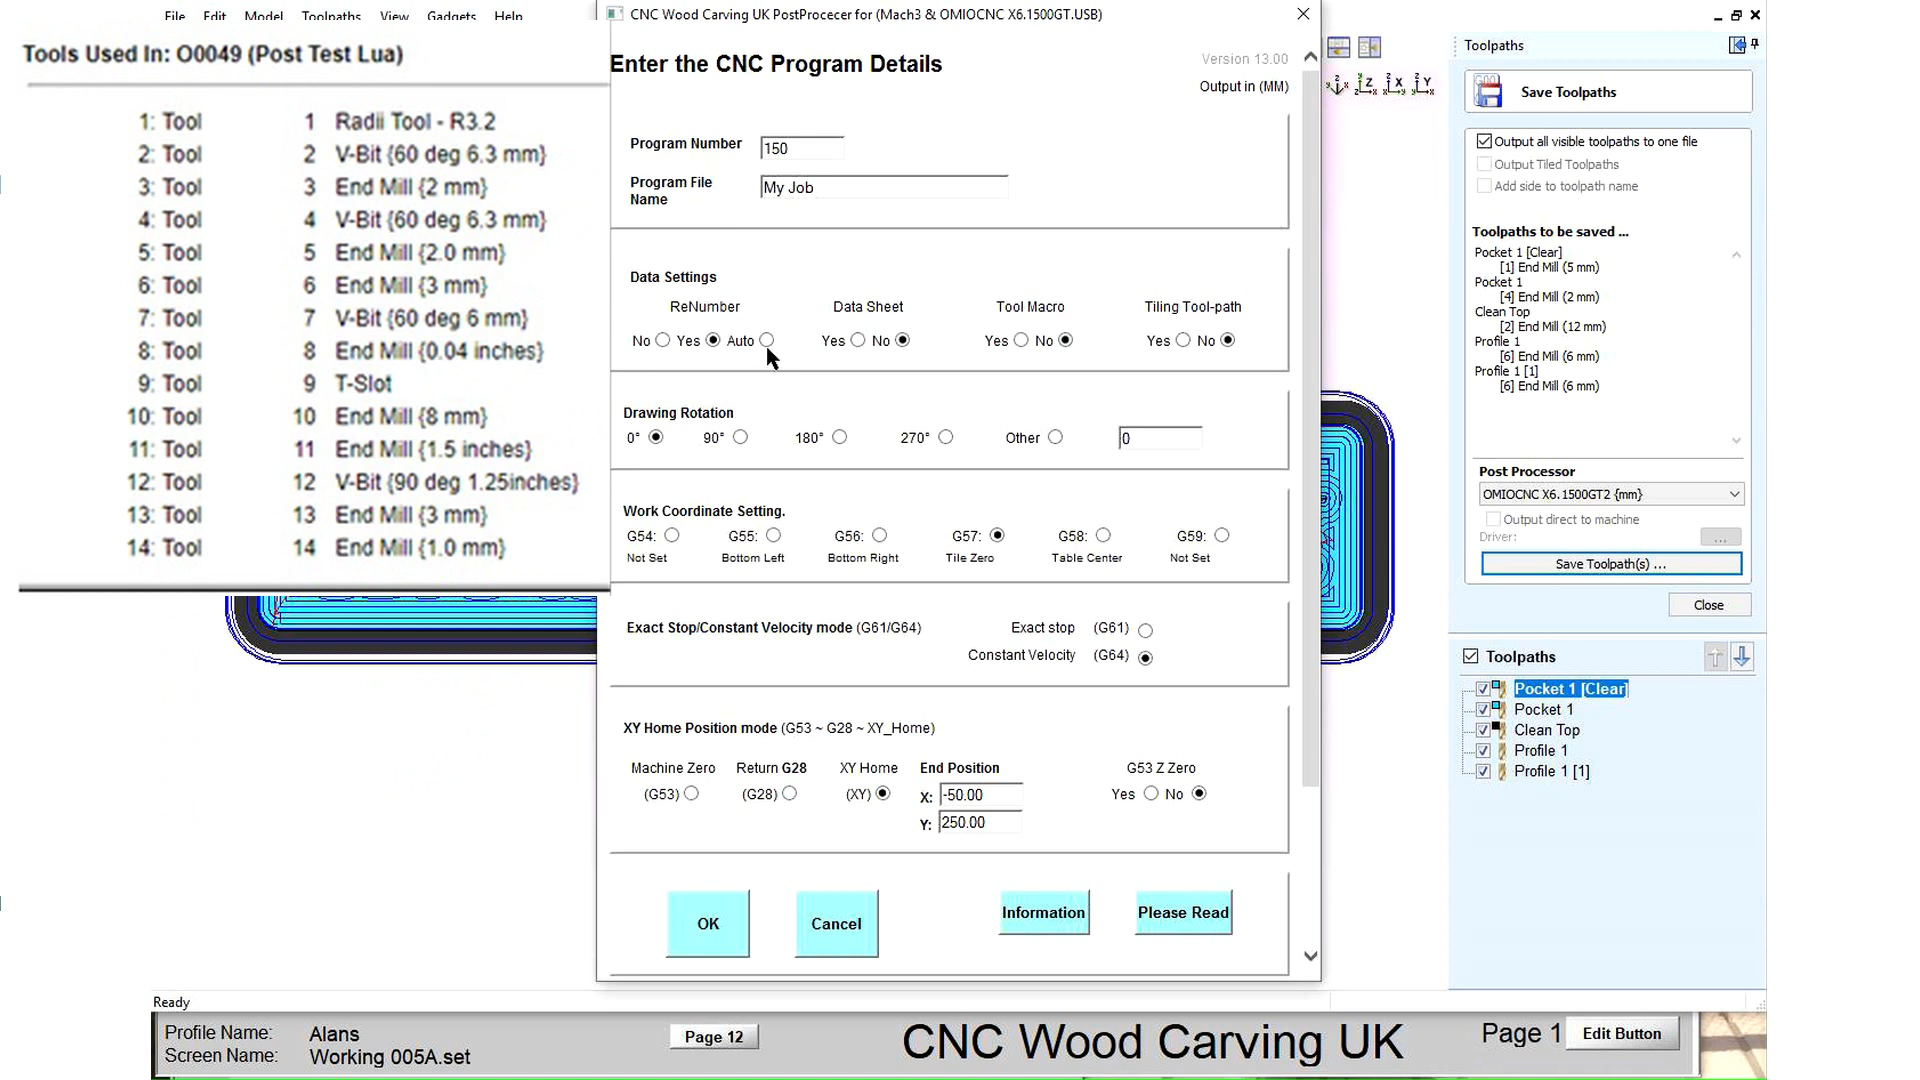 File Edit Model Toolpaths View Gadgets Help
Tools Used In: O0049 (Post Test Lua)
1: Tool 1 Radii Tool - R3.2
2: Tool 2 V-Bit {60 deg 6.3 mm}
3: Tool 3 End Mill {2 mm}
4: Tool 4 V-Bit {60 deg 6.3 mm}
5: Tool 5 End Mill {2.0 mm}
6: Tool 6 End Mill {3 mm}
7: Tool 7 V-Bit {60 deg 6 mm}
8: Tool 8 End Mill {0.04 inches}
9: Tool 9 T-Slot
10: Tool 10 End Mill {8 mm}
11: Tool 11 End Mill {1.5 inches}
12: Tool 12 V-Bit {90 deg 1.25inches}
13: Tool 13 End Mill {3 mm}
14: Tool 14 End Mill {1.0 mm}
CNC Wood Carving UK PostProcecer for (Mach3 & OMIOCNC X6.1500GT.USB)
Enter the CNC Program Details
Version 13.00
Output in (MM)
Program Number 150
Program File Name My Job
Data Settings
ReNumber Data Sheet Tool Macro Tiling Tool-path
No Yes Auto Yes No Yes No Yes No
Drawing Rotation
0° 90° 180° 270° Other 0
Work Coordinate Setting.
G54: G55: G56: G57: G58: G59:
Not Set Bottom Left Bottom Right Tile Zero Table Center Not Set
Exact Stop/Constant Velocity mode (G61/G64)
Exact stop (G61)
Constant Velocity (G64)
XY Home Position mode (G53 ~ G28 ~ XY_Home)
Machine Zero Return G28 XY Home End Position G53 Z Zero
(G53) (G28) (XY) X: -50.00 Yes No
Y: 250.00
OK Cancel Information Please Read
Toolpaths
Save Toolpaths
Output all visible toolpaths to one file
Output Tiled Toolpaths
Add side to toolpath name
Toolpaths to be saved ...
Pocket 1 [Clear]
[1] End Mill (5 mm)
Pocket 1
[4] End Mill (2 mm)
Clean Top
[2] End Mill (12 mm)
Profile 1
[6] End Mill (6 mm)
Profile 1 [1]
[6] End Mill (6 mm)
Post Processor
OMIOCNC X6.1500GT2 {mm}
Output direct to machine
Driver: ...
Save Toolpath(s) ...
Close
Toolpaths
Pocket 1 [Clear]
Pocket 1
Clean Top
Profile 1
Profile 1 [1]
Ready
Profile Name: Alans
Screen Name: Working 005A.set
Page 12
CNC Wood Carving UK
Page 1
Edit Button